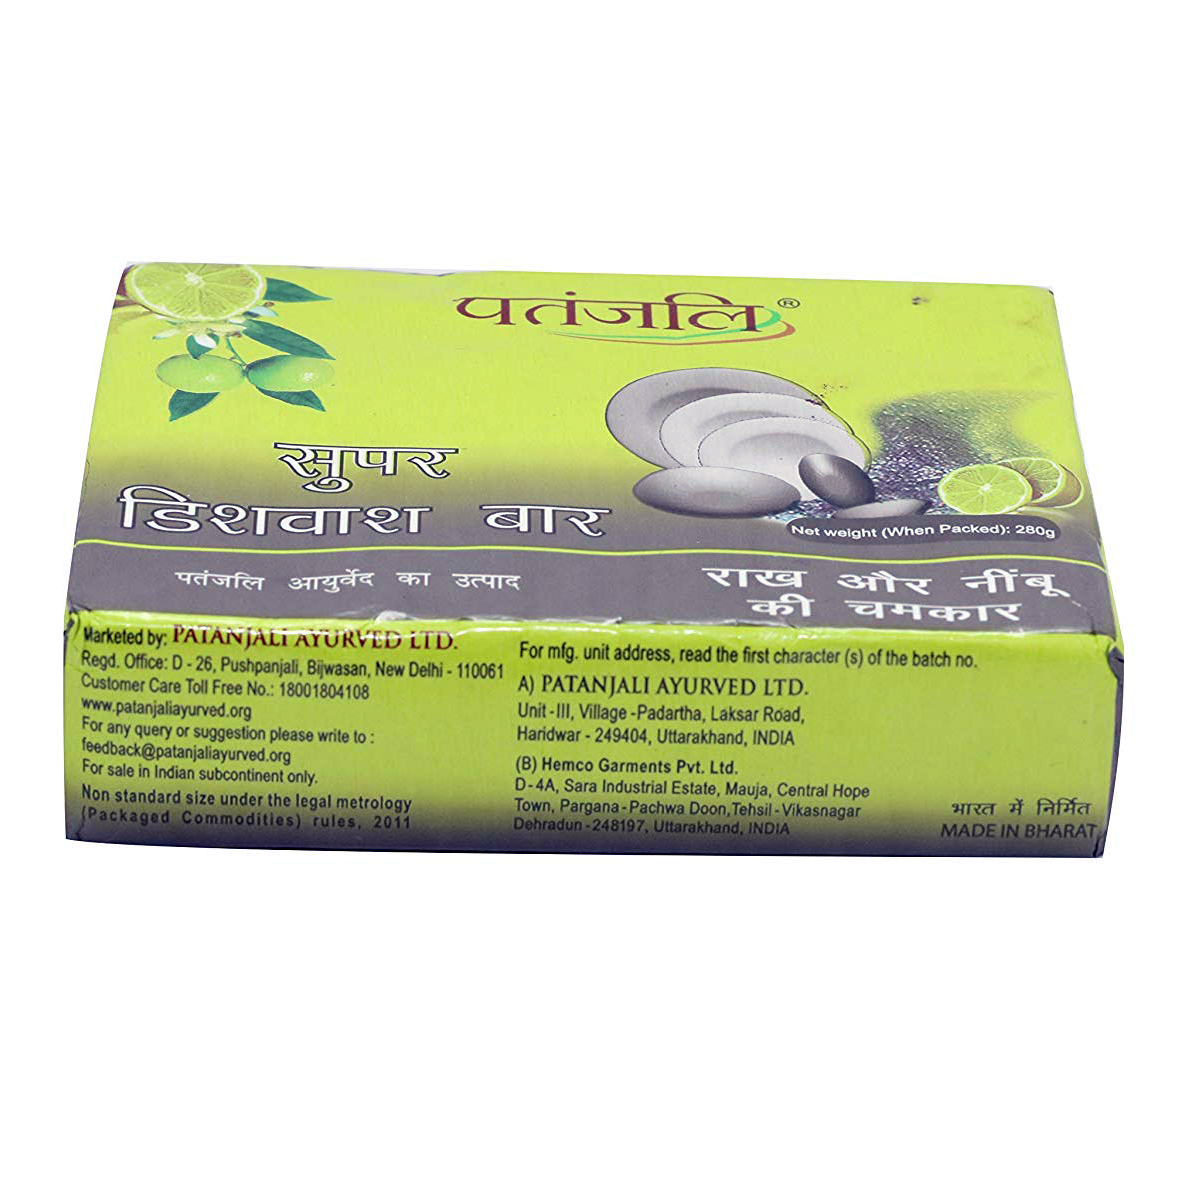 पतंजलि®
सुपर
डिशवाश बार
Net weight (When Packed): 280g
पतंजलि आयुर्वेद का उत्पाद
राख और नींबू
की चमकार
Marketed by: PATANJALI AYURVED LTD.
Regd. Office: D - 26, Pushpanjali, Bijwasan, New Delhi - 110061
Customer Care Toll Free No.: 18001804108
www.patanjaliayurved.org
For any query or suggestion please write to :
feedback@patanjaliayurved.org
For sale in Indian subcontinent only.
Non standard size under the legal metrology
(Packaged Commodities) rules, 2011
For mfg. unit address, read the first character (s) of the batch no.
A) PATANJALI AYURVED LTD.
Unit -III, Village -Padartha, Laksar Road,
Haridwar - 249404, Uttarakhand, INDIA
(B) Hemco Garments Pvt. Ltd.
D-4A, Sara Industrial Estate, Mauja, Central Hope
Town, Pargana-Pachwa Doon,Tehsil-Vikasnagar
Dehradun-248197, Uttarakhand, INDIA
भारत में निर्मित
MADE IN BHARAT